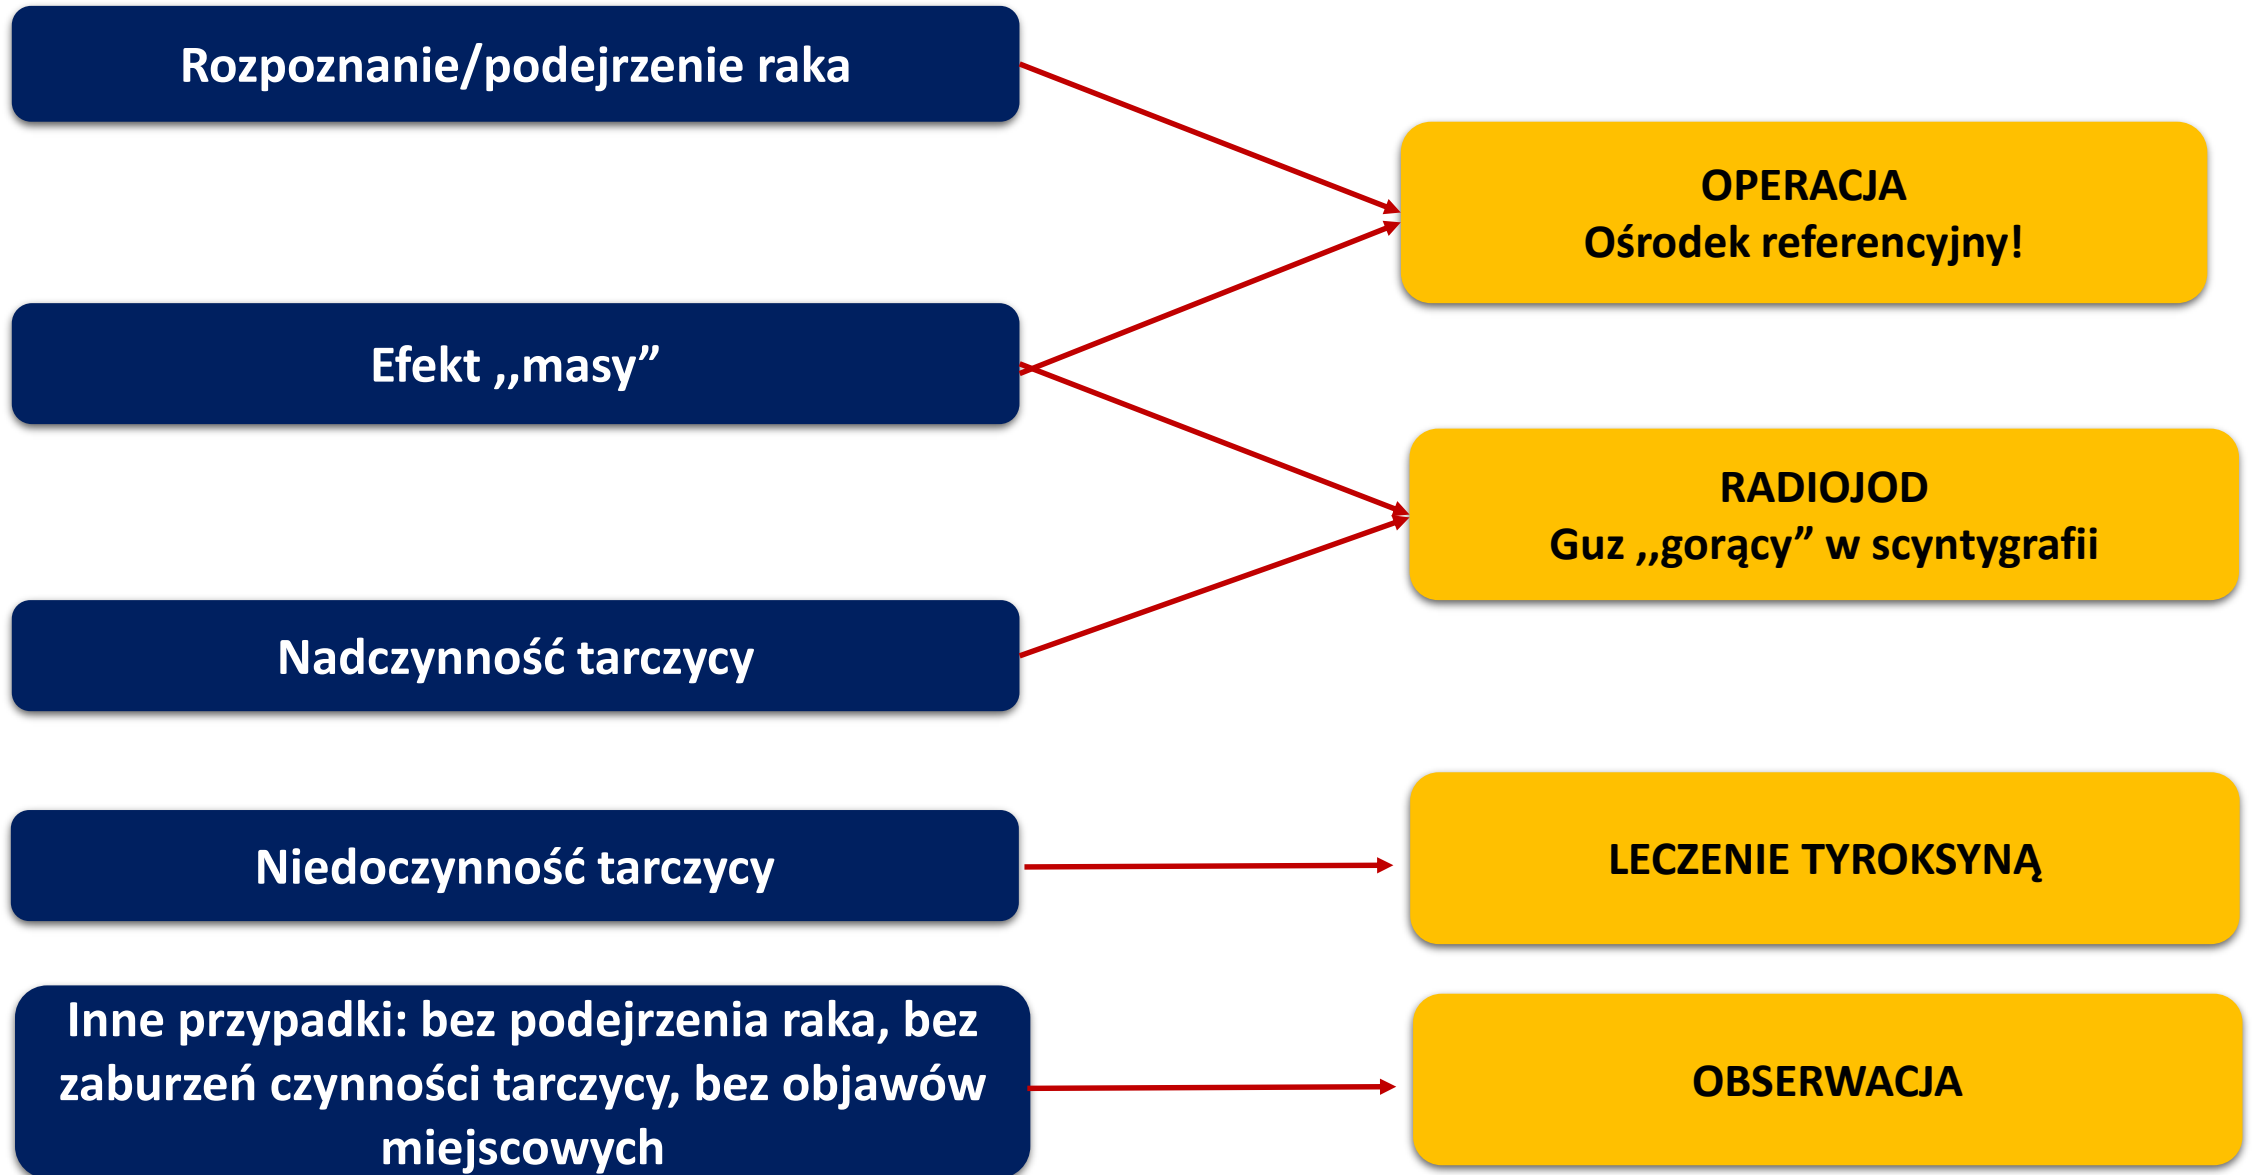 Rozpoznanie/podejrzenie raka
OPERACJA
Ośrodek referencyjny!
Efekt ,,masy”
RADIOJOD
Guz ,,gorący” w scyntygrafii
Nadczynność tarczycy
Niedoczynność tarczycy
LECZENIE TYROKSYNĄ
Inne przypadki: bez podejrzenia raka, bez
zaburzeń czynności tarczycy, bez objawów
miejscowych
OBSERWACJA